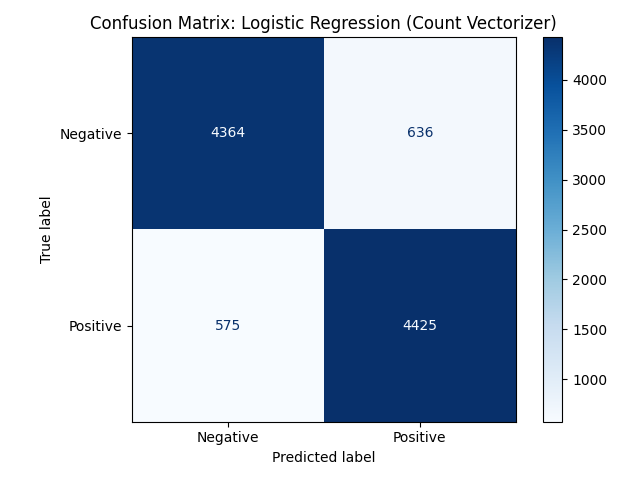 Confusion Matrix: Logistic Regression (Count Vectorizer)
True label
Negative
4364
636
Positive
575
4425
Negative
Positive
Predicted label
4000
3500
3000
2500
2000
1500
1000